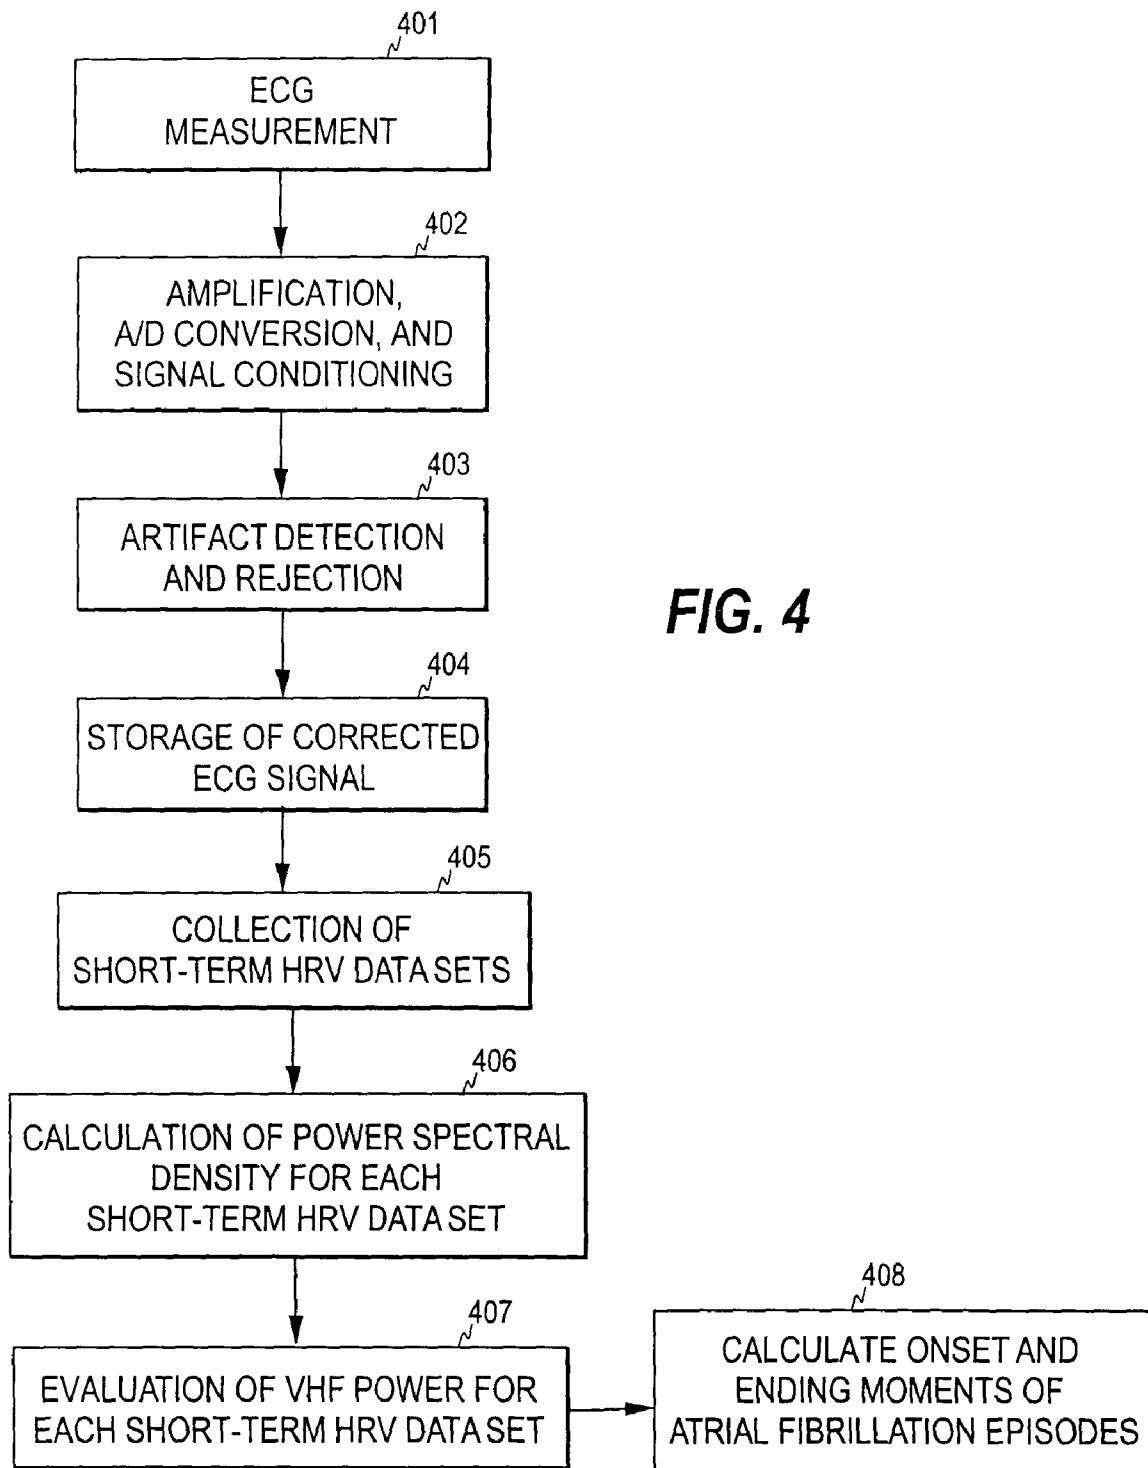 401
ECG
MEASUREMENT
402
AMPLIFICATION,
A/D CONVERSION, AND
SIGNAL CONDITIONING
403
ARTIFACT DETECTION
AND REJECTION
FIG. 4
404
STORAGE OF CORRECTED
ECG SIGNAL
405
COLLECTION OF
SHORT-TERM HRV DATA SETS
406
CALCULATION OF POWER SPECTRAL
DENSITY FOR EACH
SHORT-TERM HRV DATA SET
407
EVALUATION OF VHF POWER FOR
EACH SHORT-TERM HRV DATA SET
408
CALCULATE ONSET AND
ENDING MOMENTS OF
ATRIAL FIBRILLATION EPISODES